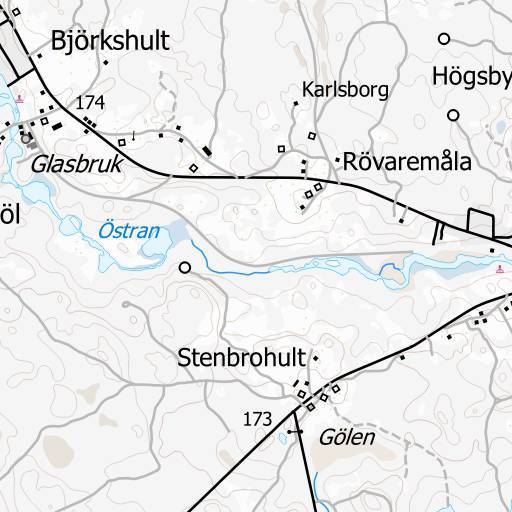 Björkshult
Karlsborg
Högsby
174
Glasbruk
Rövaremåla
öl
Östran
Stenbrohult
173
Gölen